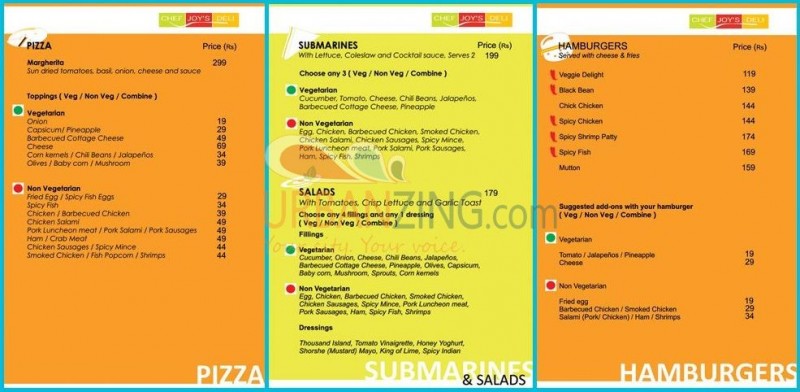 CHEF JOY'S DELI
PIZZA Price (Rs)
Margherita 299
Sun dried tomatoes, basil, onion, cheese and sauce
Toppings ( Veg / Non Veg / Combine )
Vegetarian
Onion 19
Capsicum/ Pineapple 29
Barbecued Cottage Cheese 49
Cheese 69
Corn kernels / Chili Beans / Jalapeños 34
Olives / Baby corn / Mushroom 39
Non Vegetarian
Fried Egg / Spicy Fish Eggs 29
Spicy Fish 34
Chicken / Barbecued Chicken 39
Chicken Salami 49
Pork Luncheon meat / Pork Salami / Pork Sausages 49
Ham / Crab Meat 49
Chicken Sausages / Spicy Mince 44
Smoked Chicken / Fish Popcorn / Shrimps 44
PIZZA
CHEF JOY'S DELI
SUBMARINES Price (Rs)
With Lettuce, Coleslaw and Cocktail sauce, Serves 2 199
Choose any 3 ( Veg / Non Veg / Combine )
Vegetarian
Cucumber, Tomato, Cheese, Chili Beans, Jalapeños,
Barbecued Cottage Cheese, Pineapple
Non Vegetarian
Egg, Chicken, Barbecued Chicken, Smoked Chicken,
Chicken Salami, Chicken Sausages, Spicy Mince,
Pork Luncheon meat, Pork Salami, Pork Sausages,
Ham, Spicy Fish, Shrimps
SALADS 179
With Tomatoes, Crisp Lettuce and Garlic Toast
Choose any 4 fillings and any 1 dressing
( Veg / Non Veg / Combine )
Fillings
Vegetarian
Cucumber, Onion, Cheese, Chili Beans, Jalapeños,
Barbecued Cottage Cheese, Pineapple, Olives, Capsicum,
Baby corn, Mushroom, Sprouts, Corn kernels
Non Vegetarian
Egg, Chicken, Barbecued Chicken, Smoked Chicken,
Chicken Sausages, Spicy Mince, Pork Luncheon meat,
Pork Sausages, Ham, Spicy Fish, Shrimps
Dressings
Thousand Island, Tomato Vinaigrette, Honey Yoghurt,
Shorshe (Mustard) Mayo, King of Lime, Spicy Indian
SUBMARINES
& SALADS
CHEF JOY'S DELI
HAMBURGERS Price (Rs)
Served with cheese & fries
Veggie Delight 119
Black Bean 139
Chick Chicken 144
Spicy Chicken 144
Spicy Shrimp Patty 174
Spicy Fish 169
Mutton 159
Suggested add-ons with your hamburger
( Veg / Non Veg / Combine )
Vegetarian
Tomato / Jalapeños / Pineapple 19
Cheese 29
Non Vegetarian
Fried egg 19
Barbecued Chicken / Smoked Chicken 29
Salami (Pork/ Chicken) / Ham / Shrimps 34
HAMBURGERS
URBANZING.com
Your city. Your voice.